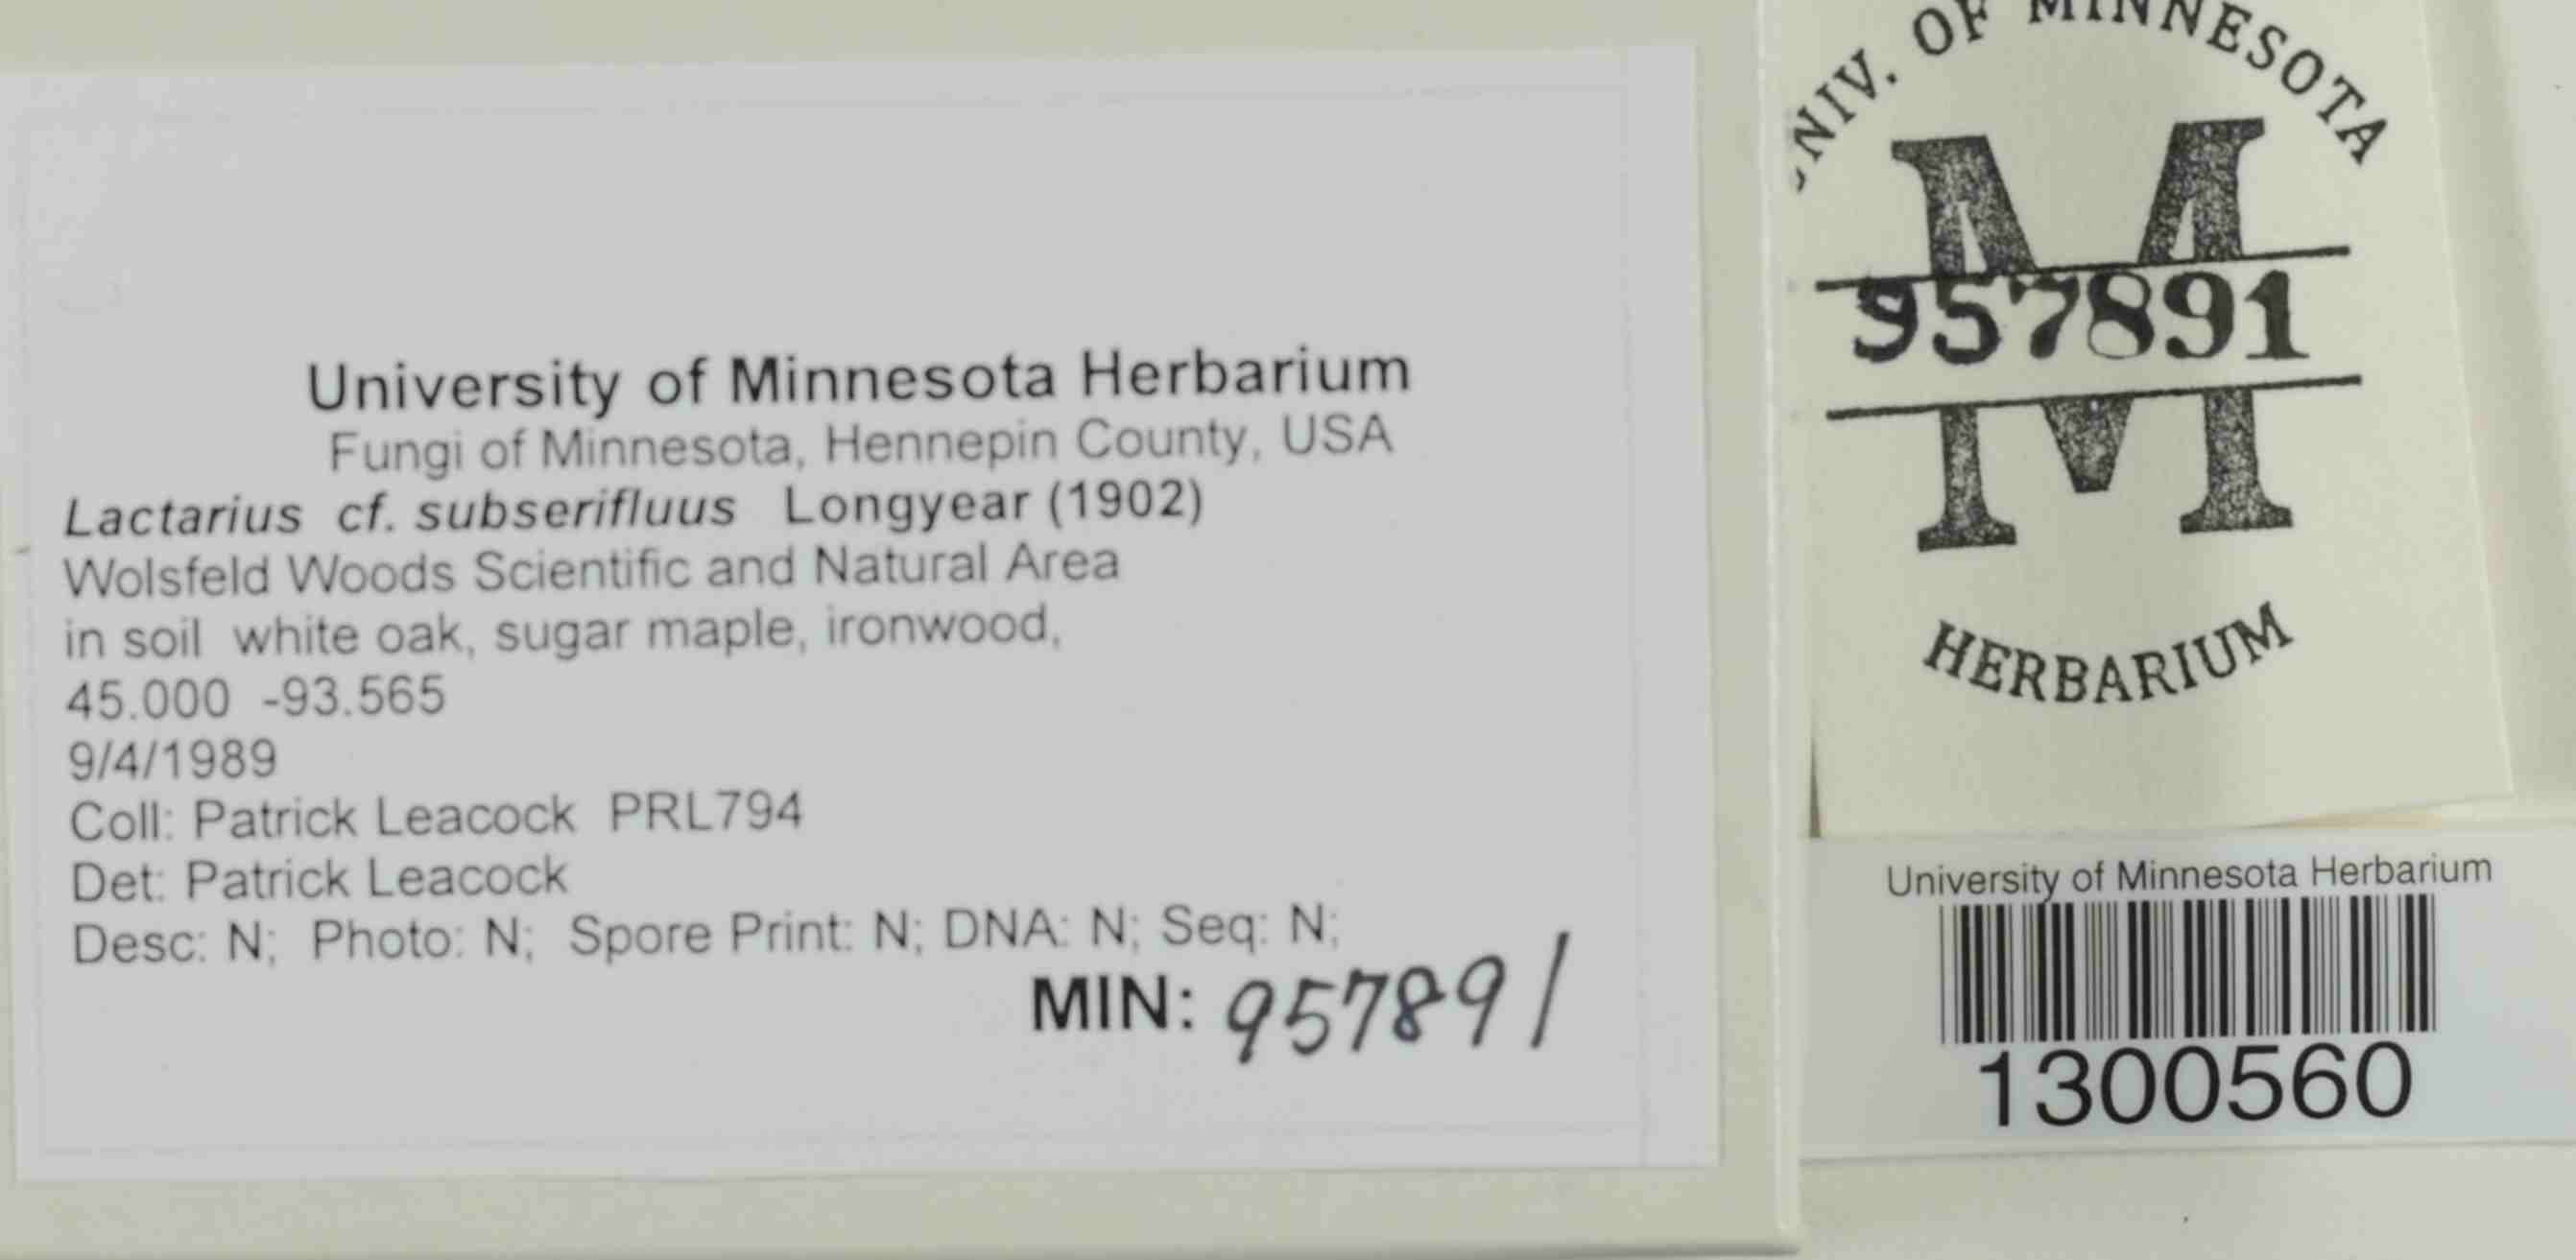 University of Minnesota Herbarium
Fungi of Minnesota, Hennepin County, USA
Lactarius cf. subserifluus Longyear (1902)
Wolsfeld Woods Scientific and Natural Area
in soil white oak, sugar maple, ironwood,
45.000 -93.565
9/4/1989
Coll: Patrick Leacock PRL794
Det: Patrick Leacock
Desc: N; Photo: N; Spore Print: N; DNA: N; Seq: N;
MIN: 957891
UNIV. OF MINNESOTA
M
957891
HERBARIUM
University of Minnesota Herbarium
1300560